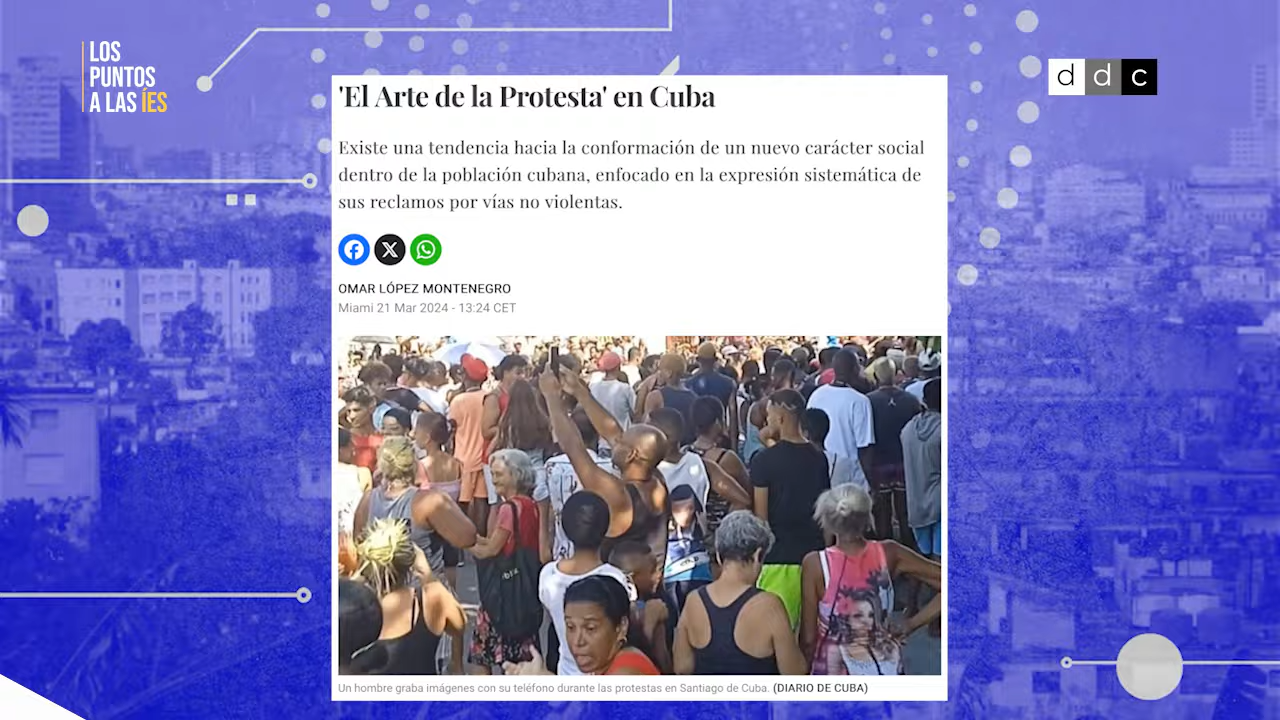 LOS
PUNTOS
A LAS ÍES
d d c
'El Arte de la Protesta' en Cuba
Existe una tendencia hacia la conformación de un nuevo carácter social
dentro de la población cubana, enfocado en la expresión sistemática de
sus reclamos por vías no violentas.
OMAR LÓPEZ MONTENEGRO
Miami 21 Mar 2024 - 13:24 CET
Un hombre graba imágenes con su teléfono durante las protestas en Santiago de Cuba. (DIARIO DE CUBA)